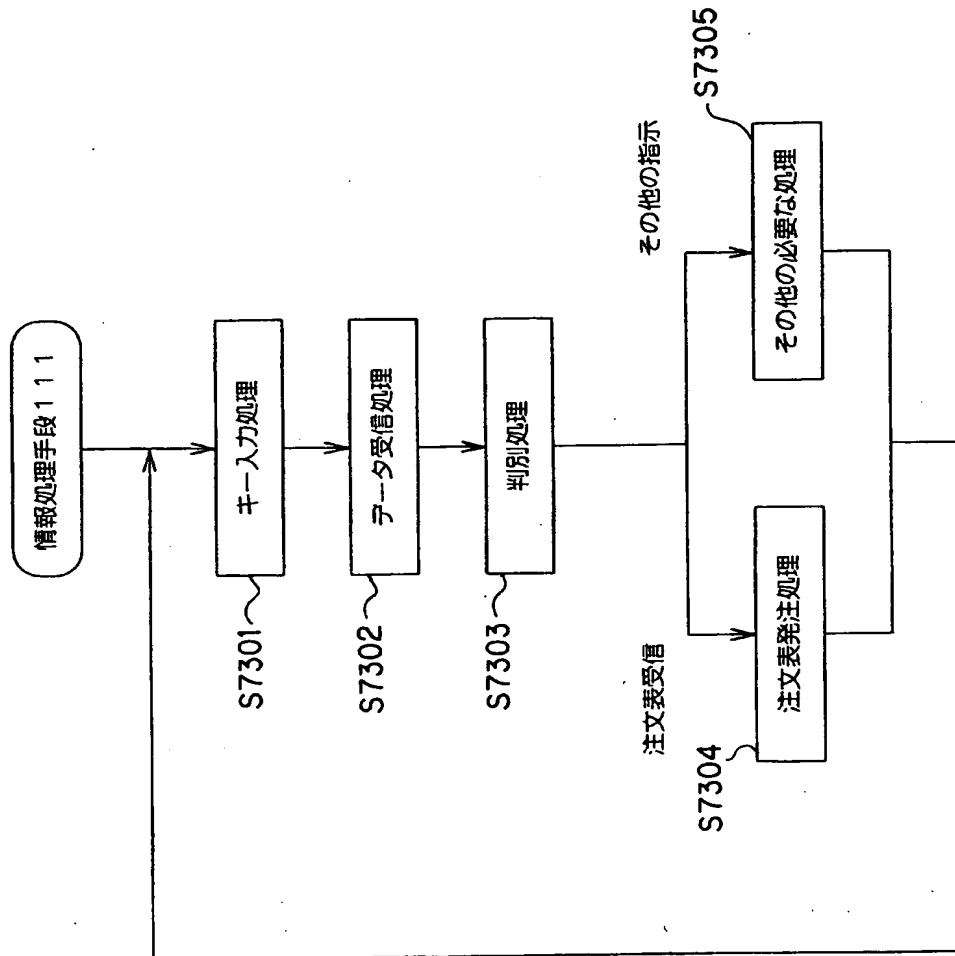 情報処理手段111
キー入力処理
S7301
データ受信処理
S7302
判別処理
S7303
注文表受信
その他の指示
注文表発注処理
S7304
その他の必要な処理
S7305